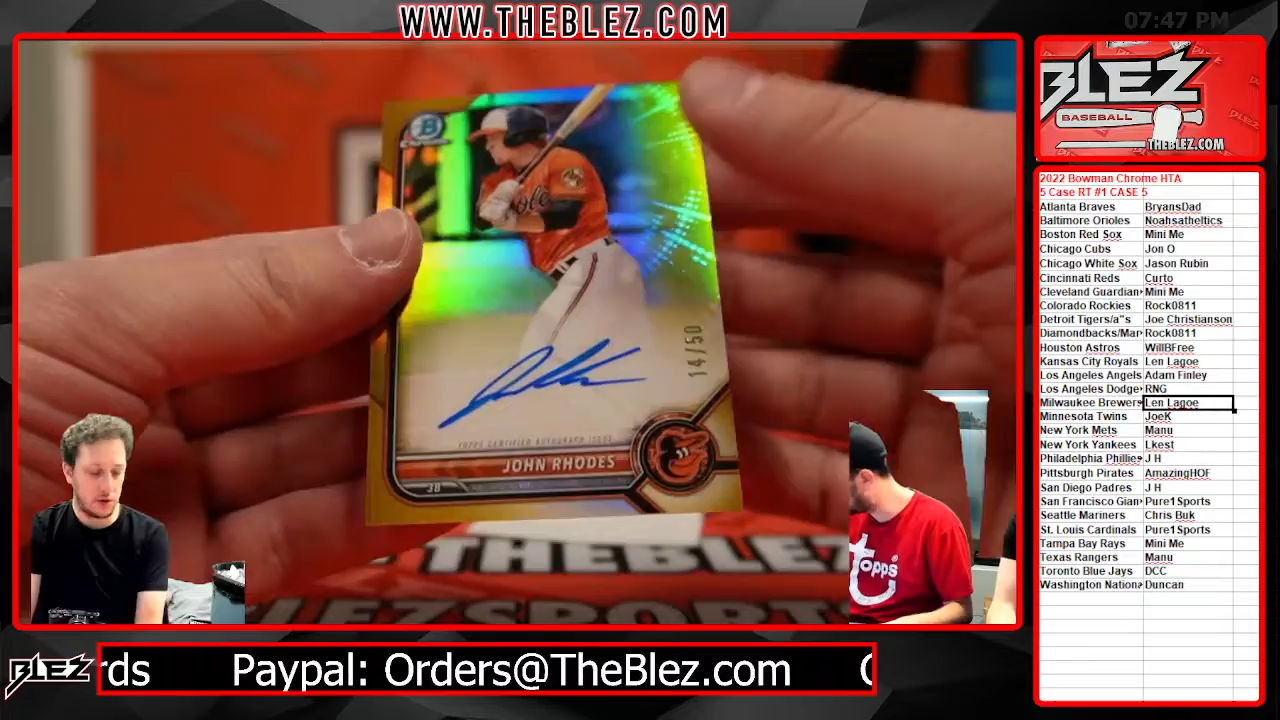 WWW.THEBLEZ.COM
07:47 PM
BLEZ
BASEBALL
THEBLEZ.COM
Chrome
14/50
TOPPS CERTIFIED AUTOGRAPH ISSUE
JOHN RHODES
3B
THEBLEZ
BLEZSPORT
topps
2022 Bowman Chrome HTA
5 Case RT #1 CASE 5
Atlanta Braves BryansDad
Baltimore Orioles Noahsatheltics
Boston Red Sox Mini Me
Chicago Cubs Jon O
Chicago White Sox Jason Rubin
Cincinnati Reds Curto
Cleveland Guardian Mini Me
Colorado Rockies Rock0811
Detroit Tigers/a"s Joe Christianson
Diamondbacks/Mar Rock0811
Houston Astros WillBFree
Kansas City Royals Len Lagoe
Los Angeles Angels Adam Finley
Los Angeles Dodge RNG
Milwaukee Brewers Len Lagoe
Minnesota Twins JoeK
New York Mets Manu
New York Yankees Lkest
Philadelphia Phillies J H
Pittsburgh Pirates AmazingHOF
San Diego Padres J H
San Francisco Gian Pure1Sports
Seattle Mariners Chris Buk
St. Louis Cardinals Pure1Sports
Tampa Bay Rays Mini Me
Texas Rangers Manu
Toronto Blue Jays DCC
Washington Nationa Duncan
BLEZ
rds Paypal: Orders@TheBlez.com